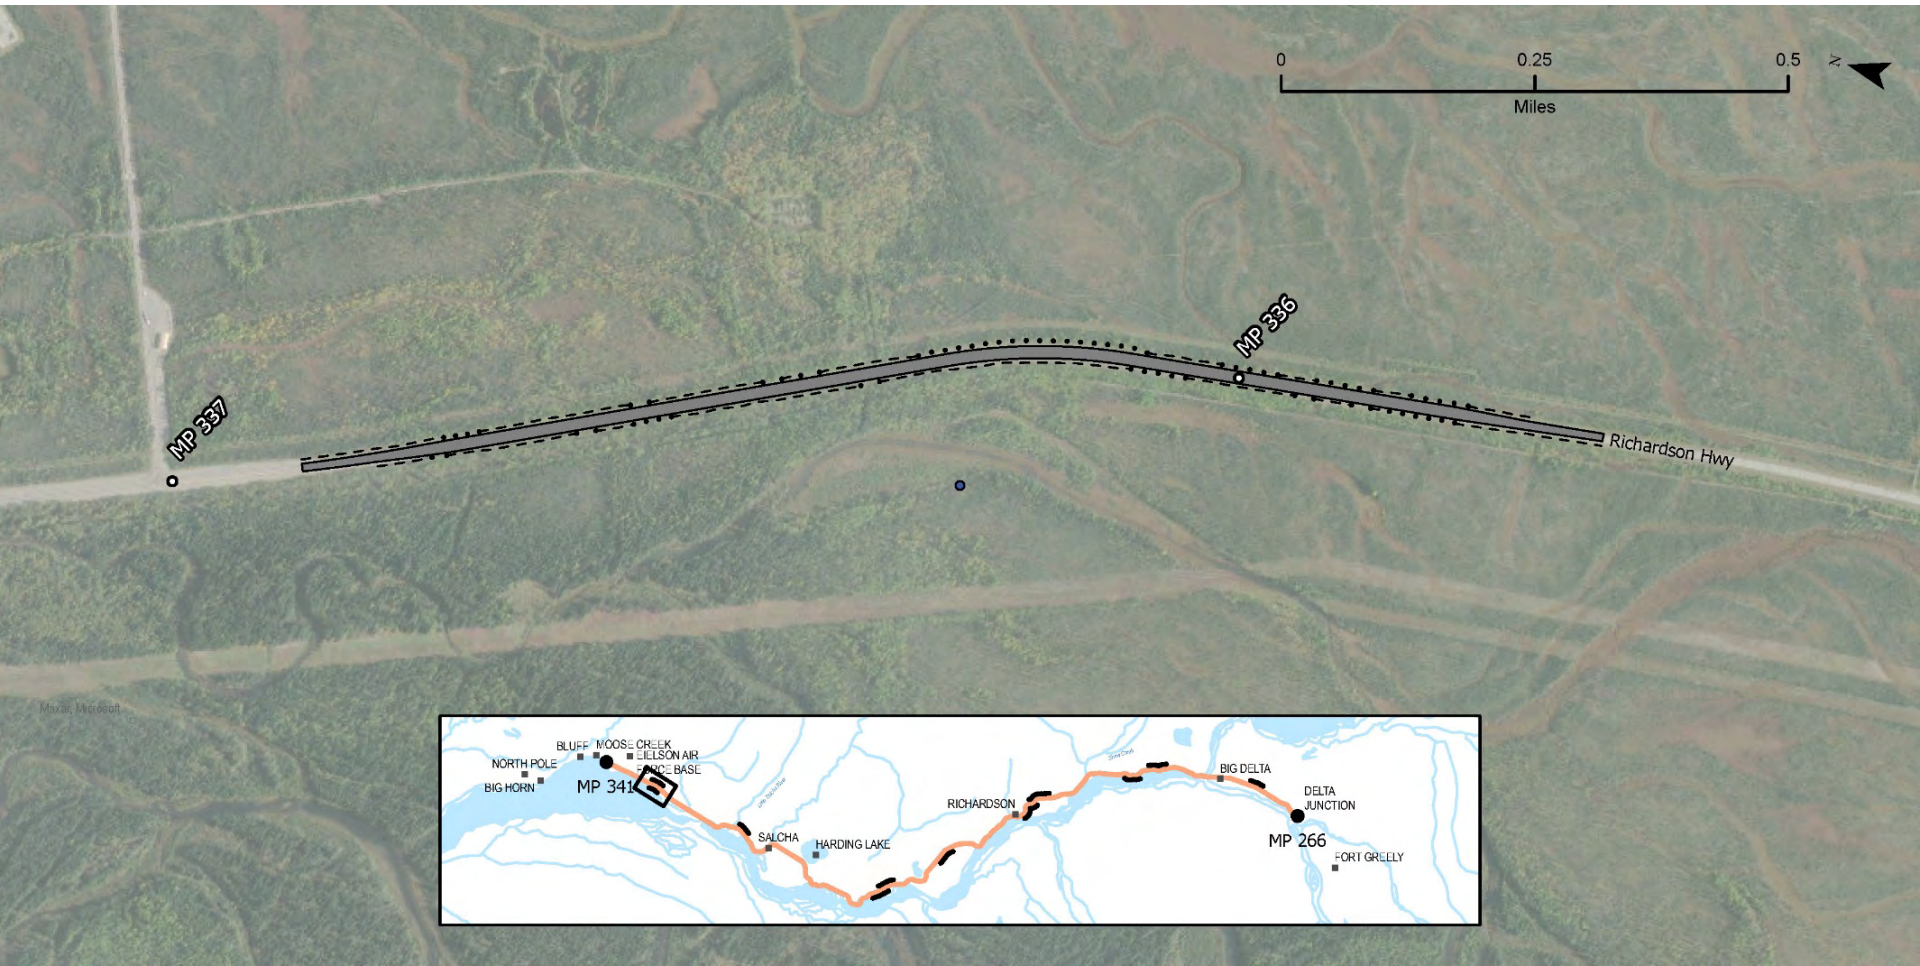 0 0.25 0.5 N
Miles
MP 336
MP 337
Richardson Hwy
Maxar, Microsoft
BLUFF MOOSE CREEK
EIELSON AIR
FORCE BASE
NORTH POLE
BIG HORN
MP 341
SALCHA
HARDING LAKE
RICHARDSON
BIG DELTA
DELTA
JUNCTION
MP 266
FORT GREELY